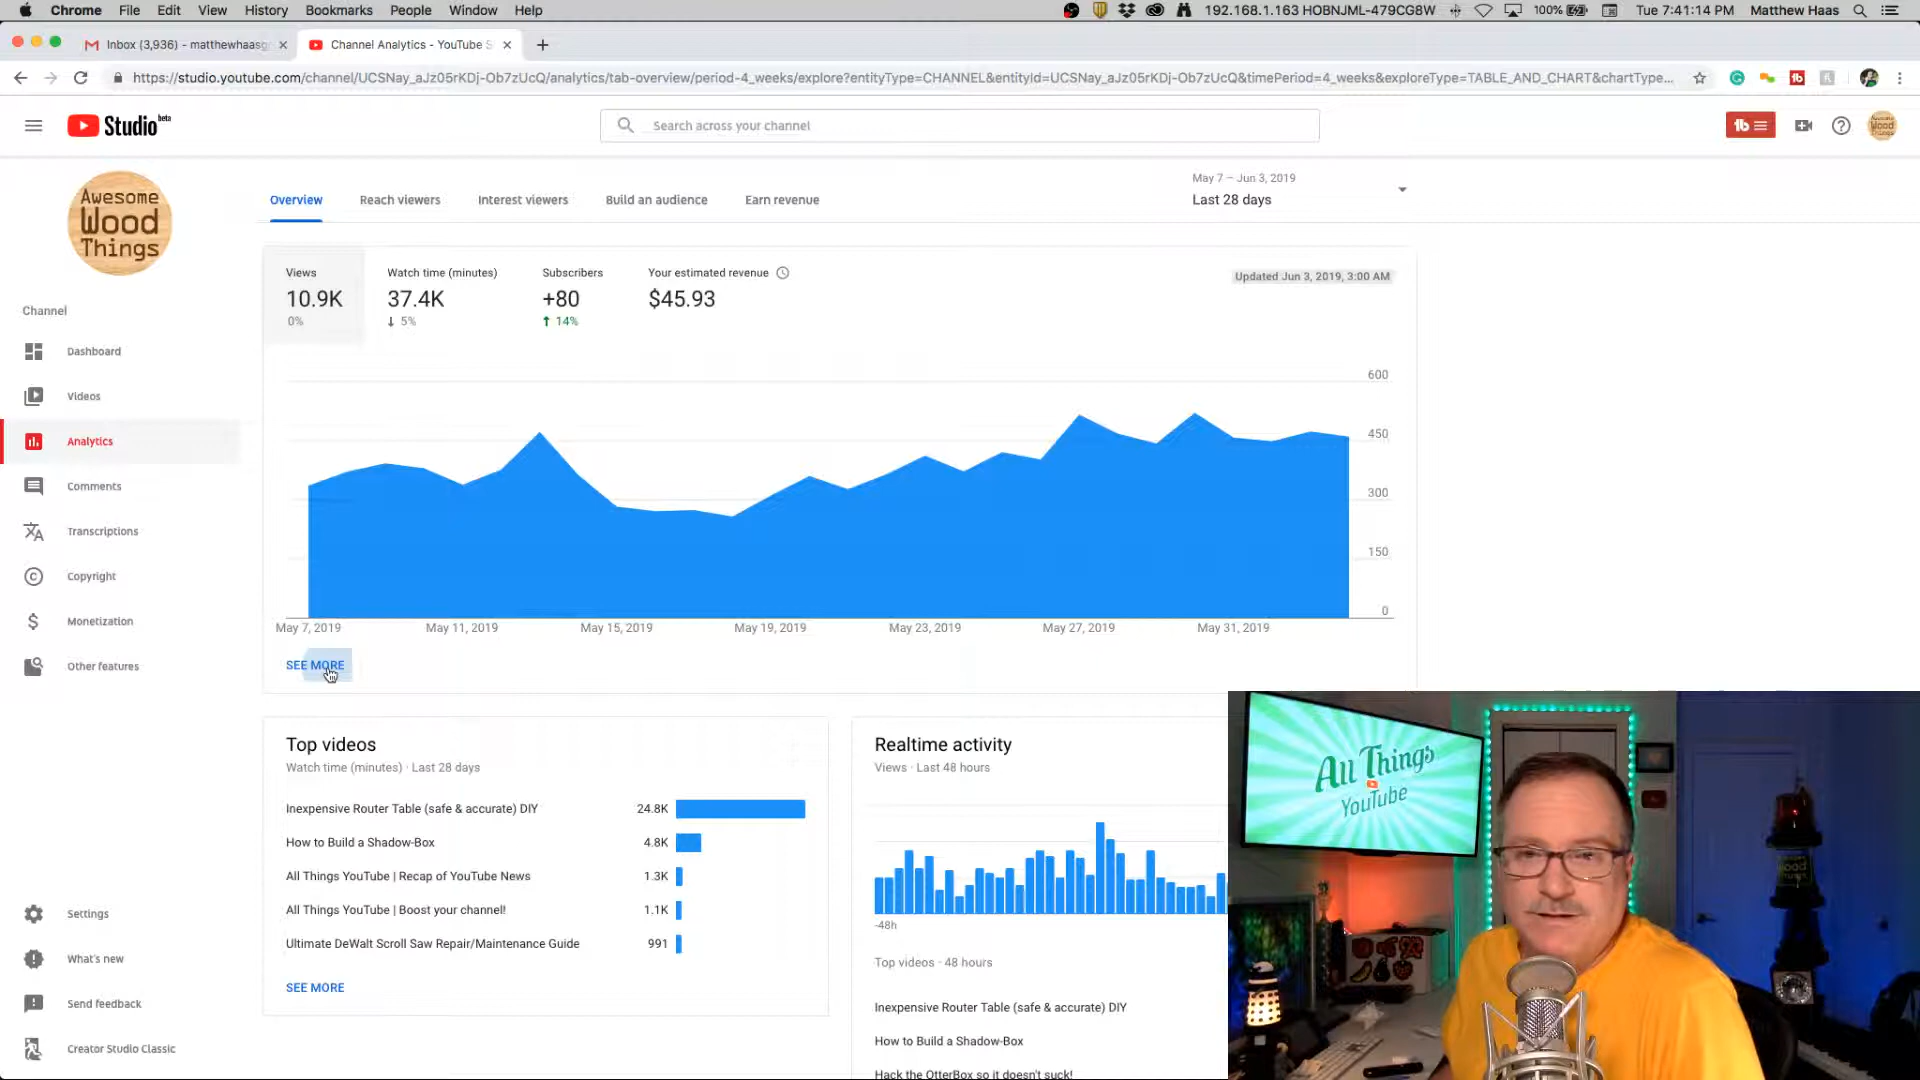 Chrome File Edit View History Bookmarks People Window Help
192.168.1.163 HOBNJML-479CG8W 100% Tue 7:41:14 PM Matthew Haas
Inbox (3,936) - matthewhaas
Channel Analytics - YouTube S
https://studio.youtube.com/channel/UCSNay_aJz05rKDj-Ob7zUcQ/analytics/tab-overview/period-4_weeks/explore?entityType=CHANNEL&entityId=UCSNay_aJz05rKDj-Ob7zUcQ&timePeriod=4_weeks&exploreType=TABLE_AND_CHART&chartType...
Studio beta
Search across your channel
Awesome
Wood
Things
Overview Reach viewers Interest viewers Build an audience Earn revenue
May 7 – Jun 3, 2019
Last 28 days
Channel
Dashboard
Videos
Analytics
Comments
Transcriptions
Copyright
Monetization
Other features
Settings
What's new
Send feedback
Creator Studio Classic
Views
10.9K
0%
Watch time (minutes)
37.4K
5%
Subscribers
+80
14%
Your estimated revenue
$45.93
Updated Jun 3, 2019, 3:00 AM
600
450
300
150
0
May 7, 2019 May 11, 2019 May 15, 2019 May 19, 2019 May 23, 2019 May 27, 2019 May 31, 2019
SEE MORE
Top videos
Watch time (minutes) · Last 28 days
Inexpensive Router Table (safe & accurate) DIY 24.8K
How to Build a Shadow-Box 4.8K
All Things YouTube | Recap of YouTube News 1.3K
All Things YouTube | Boost your channel! 1.1K
Ultimate DeWalt Scroll Saw Repair/Maintenance Guide 991
SEE MORE
Realtime activity
Views · Last 48 hours
-48h
Top videos · 48 hours
Inexpensive Router Table (safe & accurate) DIY
How to Build a Shadow-Box
Hack the OtterBox so it doesn't suck!
All Things
YouTube